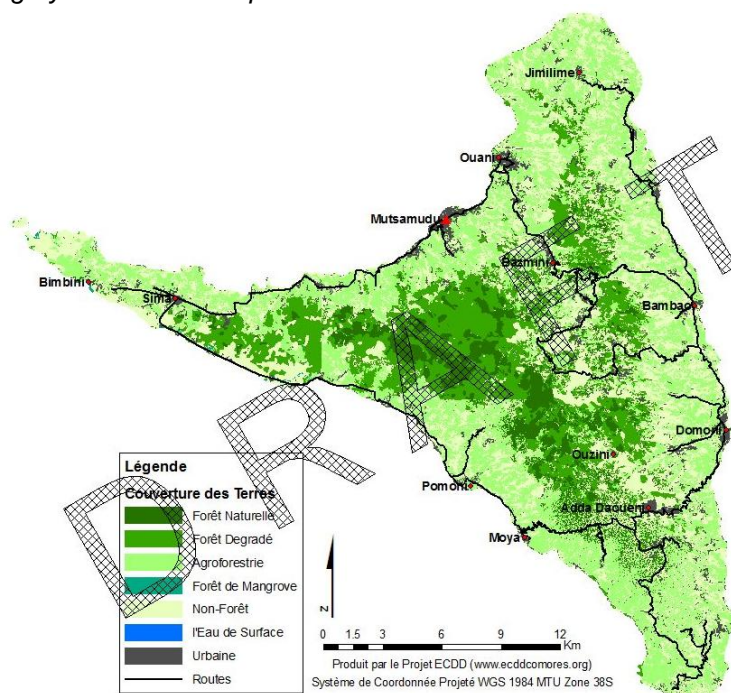 Jimilime
Ouani
Mutsamudu
Bazmini
Bimbini
Sima
Bambao
DRAFT
Domoni
Ouzini
Pomoni
Adda Daoueni
Moya
Légende
Couverture des Terres
Forêt Naturelle
Forêt Degradé
Agroforestrie
Forêt de Mangrove
Non-Forêt
l'Eau de Surface
Urbaine
Routes
N
0 1.5 3 6 9 12
Km
Produit par le Projet ECDD (www.ecddcomores.org)
Système de Coordonnée Projeté WGS 1984 MTU Zone 38S